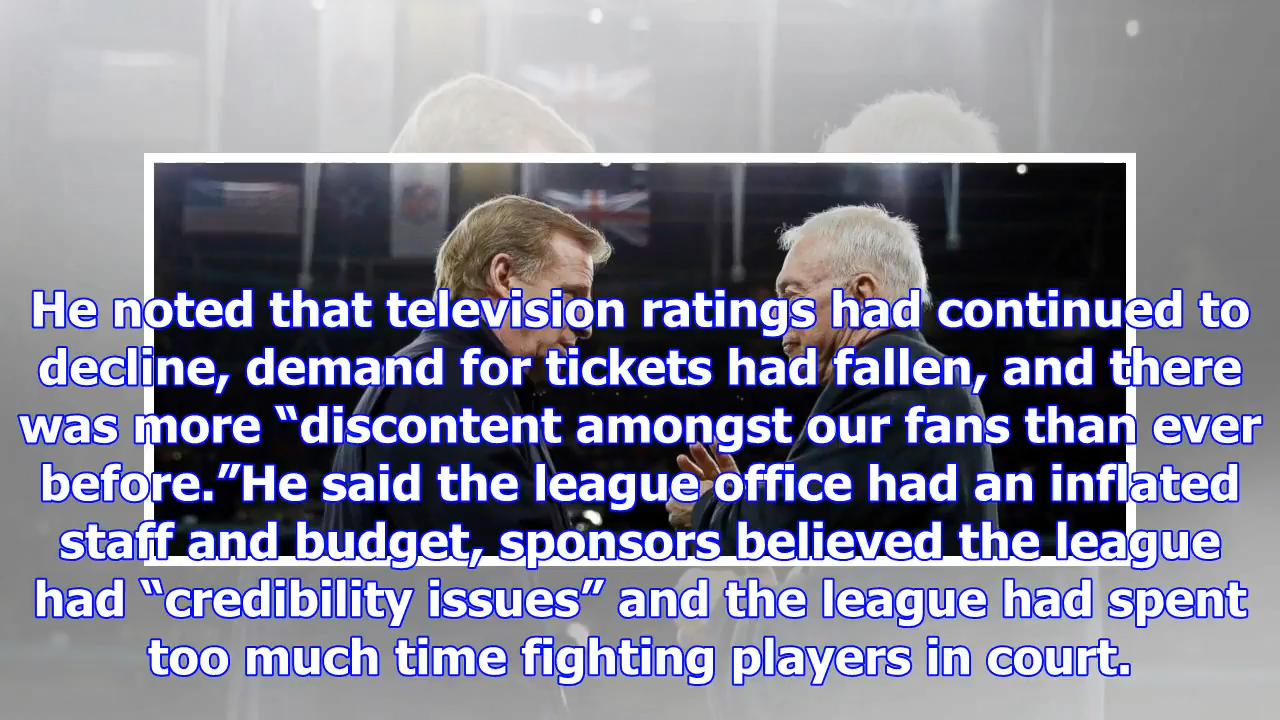 He noted that television ratings had continued to
decline, demand for tickets had fallen, and there
was more “discontent amongst our fans than ever
before.”He said the league office had an inflated
staff and budget, sponsors believed the league
had “credibility issues” and the league had spent
too much time fighting players in court.